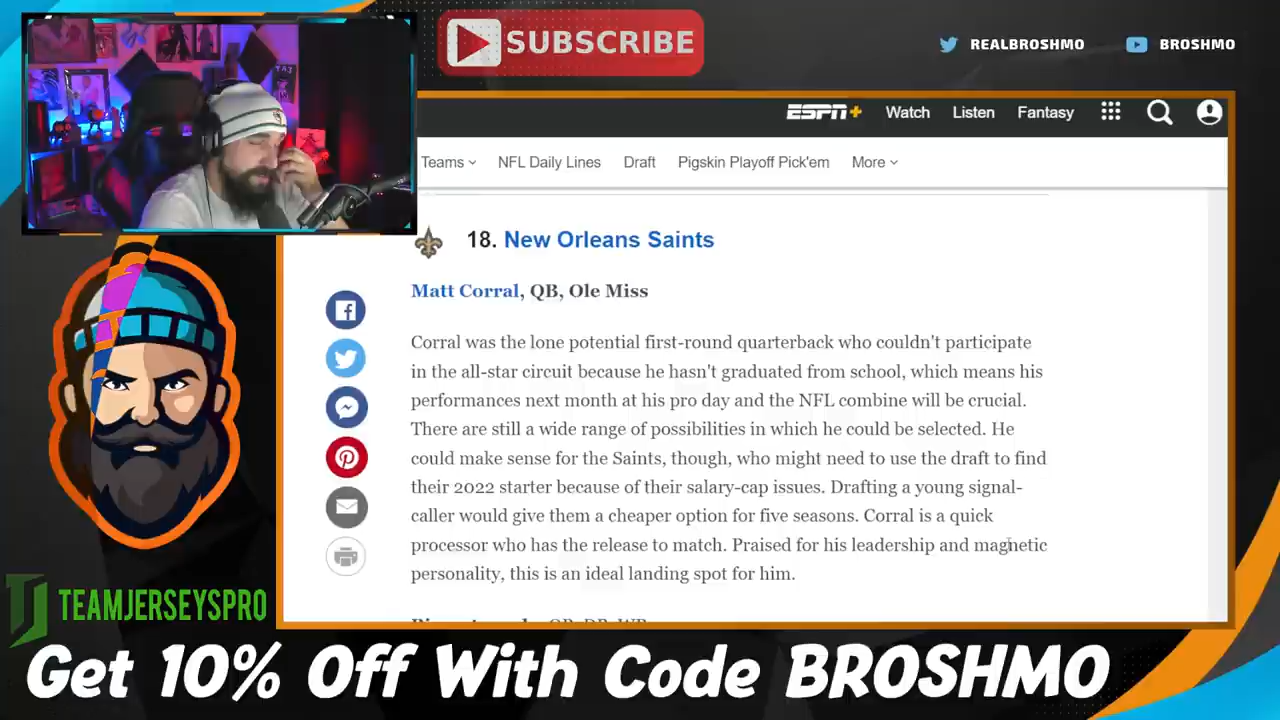 SUBSCRIBE
REALBROSHMO
BROSHMO
ESPN+ Watch Listen Fantasy
Teams NFL Daily Lines Draft Pigskin Playoff Pick'em More
18. New Orleans Saints
Matt Corral, QB, Ole Miss
Corral was the lone potential first-round quarterback who couldn't participate
in the all-star circuit because he hasn't graduated from school, which means his
performances next month at his pro day and the NFL combine will be crucial.
There are still a wide range of possibilities in which he could be selected. He
could make sense for the Saints, though, who might need to use the draft to find
their 2022 starter because of their salary-cap issues. Drafting a young signal-
caller would give them a cheaper option for five seasons. Corral is a quick
processor who has the release to match. Praised for his leadership and magnetic
personality, this is an ideal landing spot for him.
TJ TEAMJERSEYSPRO
Get 10% Off With Code BROSHMO